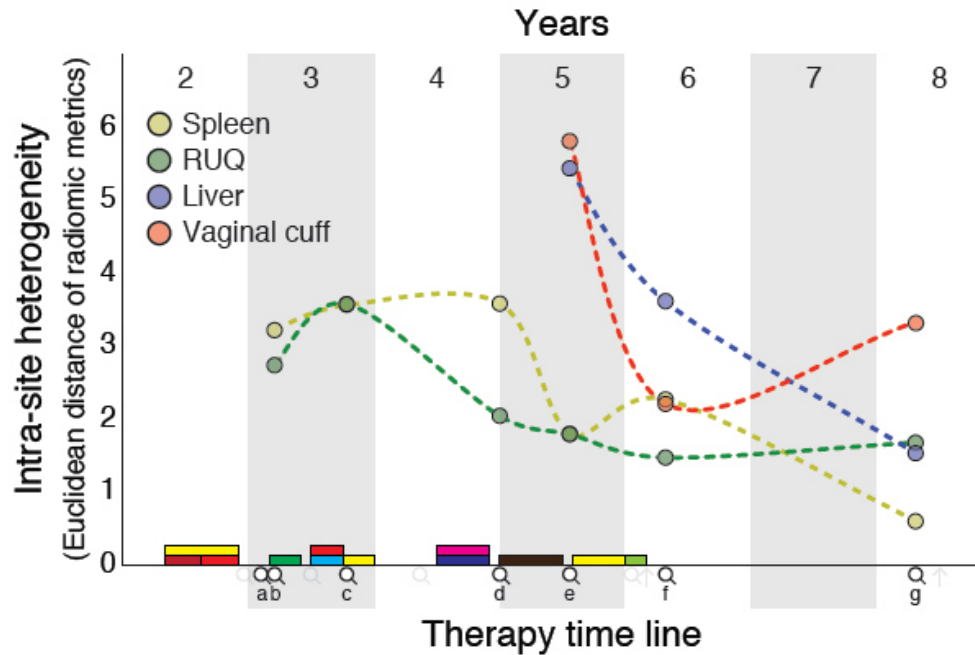 Years
2 3 4 5 6 7 8
Spleen
RUQ
Liver
Vaginal cuff
Intra-site heterogeneity
(Euclidean distance of radiomic metrics)
6
5
4
3
2
1
0
a b c d e f g
Therapy time line